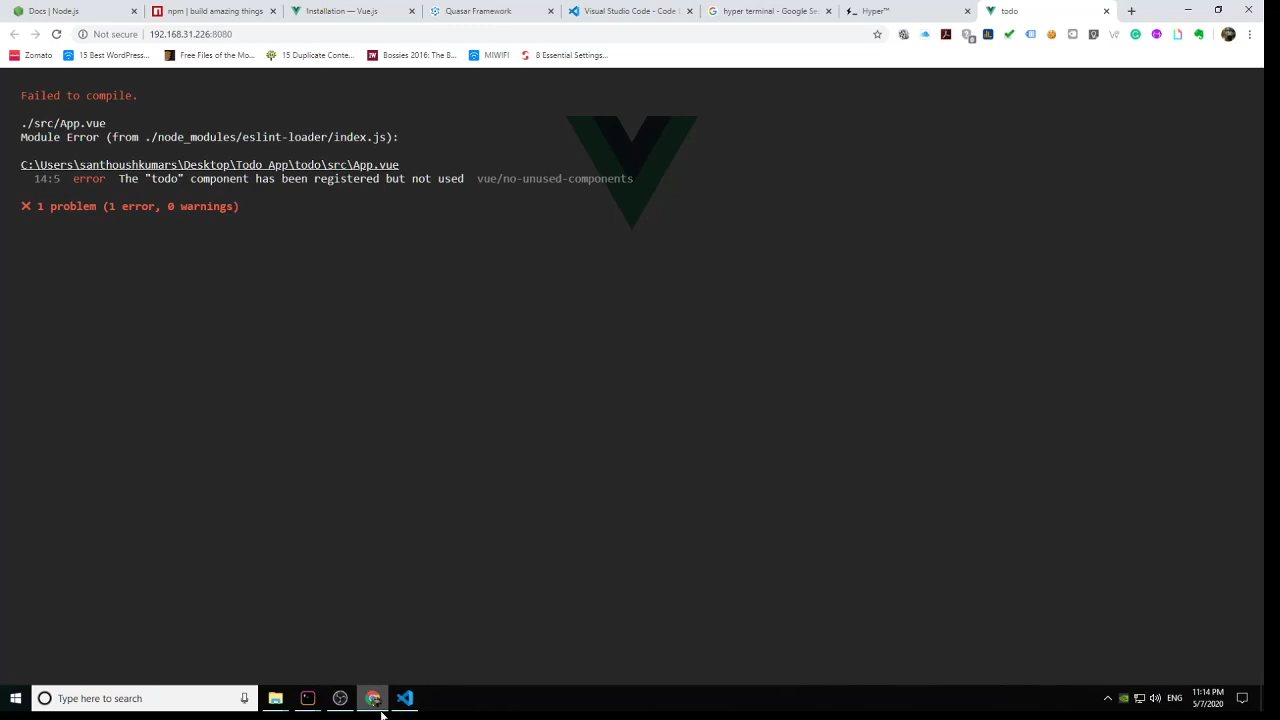 Docs | Node.js
npm | build amazing things
Installation — Vue.js
Quasar Framework
Visual Studio Code - Code E
hyper terminal - Google Se
Hyper™
todo
Not secure 192.168.31.226:8080
Zomato
15 Best WordPress...
Free Files of the Mo...
15 Duplicate Conte...
Bossies 2016: The B...
MIWIFI
8 Essential Settings...
Failed to compile.
./src/App.vue
Module Error (from ./node_modules/eslint-loader/index.js):
C:\Users\santhoushkumars\Desktop\Todo App\todo\src\App.vue
14:5 error The "todo" component has been registered but not used vue/no-unused-components
✕ 1 problem (1 error, 0 warnings)
Type here to search
ENG
11:14 PM
5/7/2020